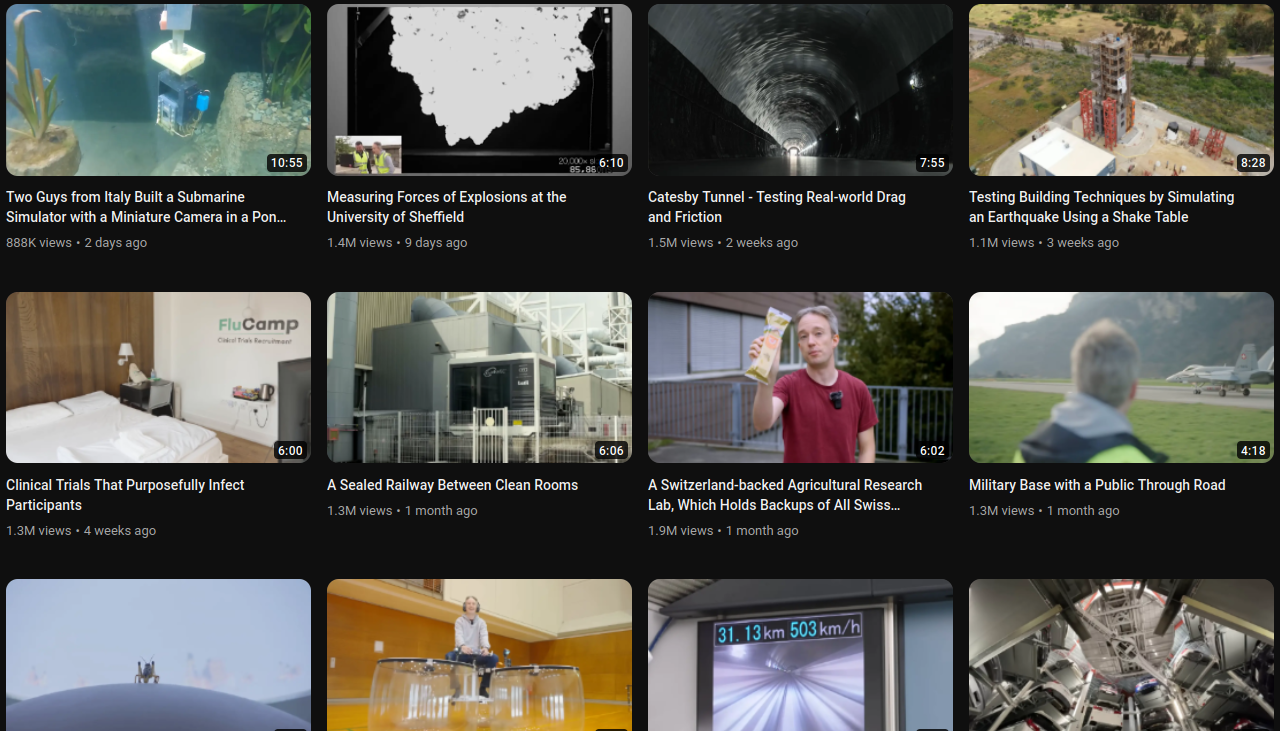 10:55
6:10
7:55
8:28
20,000x sl
85.86
Two Guys from Italy Built a Submarine
Simulator with a Miniature Camera in a Pon…
888K views • 2 days ago
Measuring Forces of Explosions at the
University of Sheffield
1.4M views • 9 days ago
Catesby Tunnel - Testing Real-world Drag
and Friction
1.5M views • 2 weeks ago
Testing Building Techniques by Simulating
an Earthquake Using a Shake Table
1.1M views • 3 weeks ago
FluCamp
Clinical Trials Recruitment
6:00
6:06
6:02
4:18
Clinical Trials That Purposefully Infect
Participants
1.3M views • 4 weeks ago
A Sealed Railway Between Clean Rooms
1.3M views • 1 month ago
A Switzerland-backed Agricultural Research
Lab, Which Holds Backups of All Swiss…
1.9M views • 1 month ago
Military Base with a Public Through Road
1.3M views • 1 month ago
31.13km 503km/h